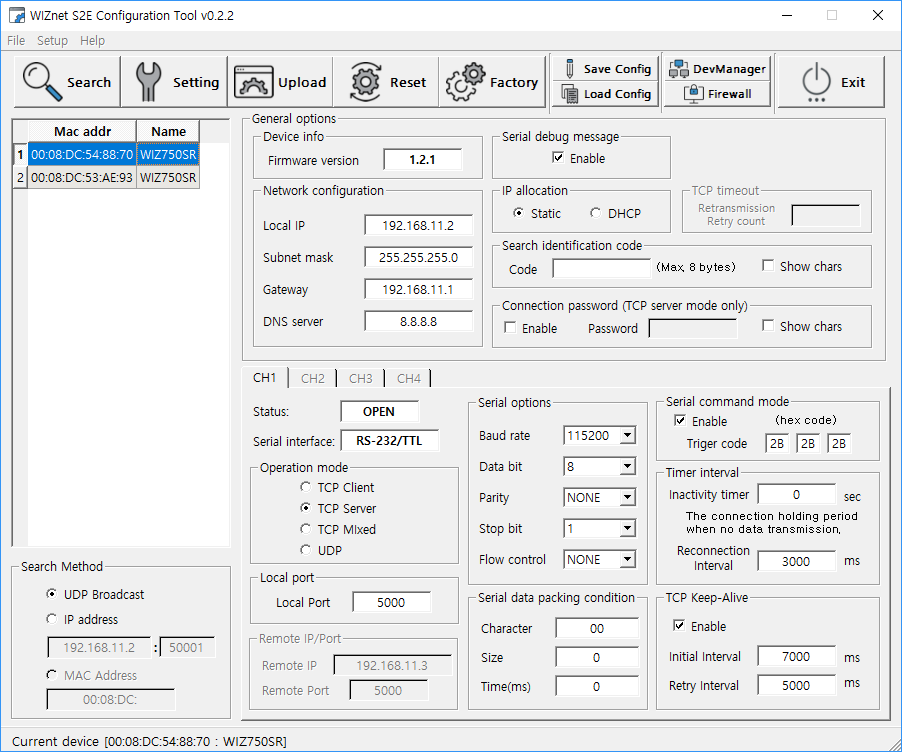 WIZnet S2E Configuration Tool v0.2.2
File Setup Help
Search Setting Upload Reset Factory Save Config Load Config DevManager Firewall Exit
Mac addr Name
1 00:08:DC:54:88:70 WIZ750SR
2 00:08:DC:53:AE:93 WIZ750SR
Search Method
UDP Broadcast
IP address
192.168.11.2 : 50001
MAC Address
00:08:DC:
General options
Device info
Firmware version 1.2.1
Network configuration
Local IP 192.168.11.2
Subnet mask 255.255.255.0
Gateway 192.168.11.1
DNS server 8.8.8.8
Serial debug message
Enable
IP allocation
Static DHCP
TCP timeout
Retransmission
Retry count
Search identification code
Code (Max, 8 bytes) Show chars
Connection password (TCP server mode only)
Enable Password Show chars
CH1 CH2 CH3 CH4
Status: OPEN
Serial interface: RS-232/TTL
Operation mode
TCP Client
TCP Server
TCP MIxed
UDP
Local port
Local Port 5000
Remote IP/Port
Remote IP 192.168.11.3
Remote Port 5000
Serial options
Baud rate 115200
Data bit 8
Parity NONE
Stop bit 1
Flow control NONE
Serial data packing condition
Character 00
Size 0
Time(ms) 0
Serial command mode
Enable (hex code)
Triger code 2B 2B 2B
Timer interval
Inactivity timer 0 sec
The connection holding period
when no data transmission,
Reconnection
Interval 3000 ms
TCP Keep-Alive
Enable
Initial Interval 7000 ms
Retry Interval 5000 ms
Current device [00:08:DC:54:88:70 : WIZ750SR]